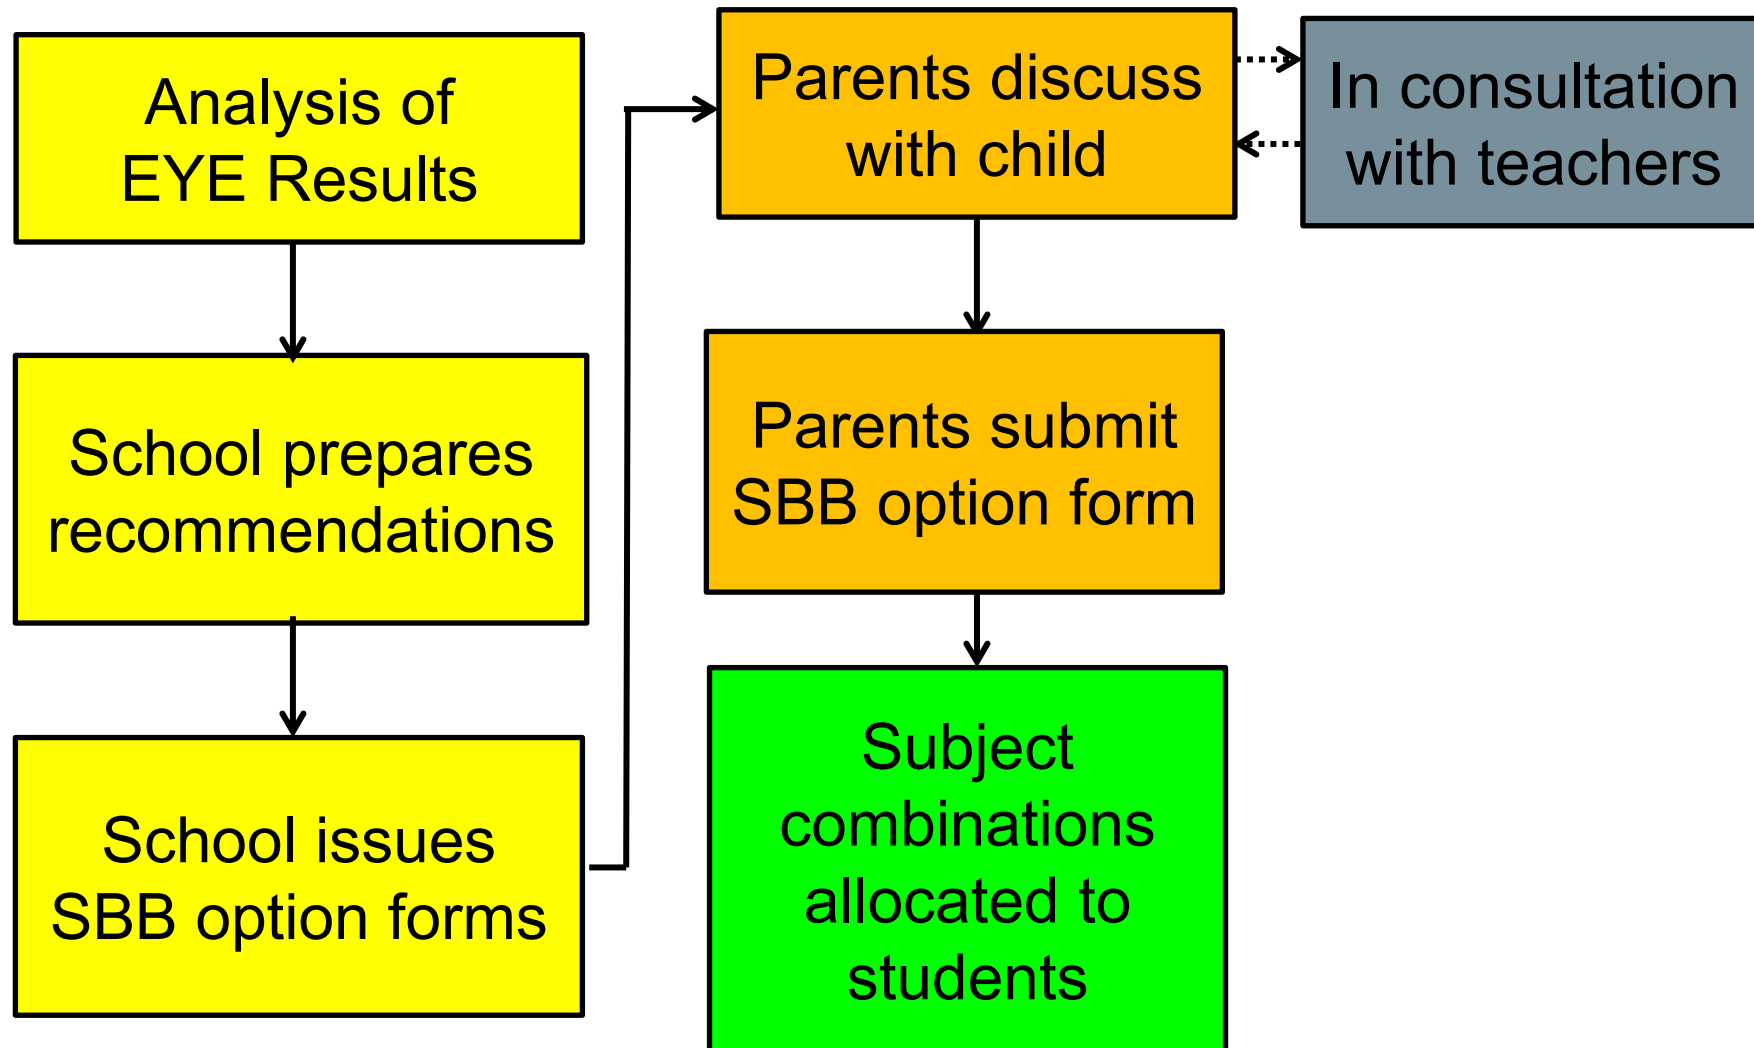 Analysis of
EYE Results
School prepares
recommendations
School issues
SBB option forms
Parents discuss
with child
In consultation
with teachers
Parents submit
SBB option form
Subject
combinations
allocated to
students